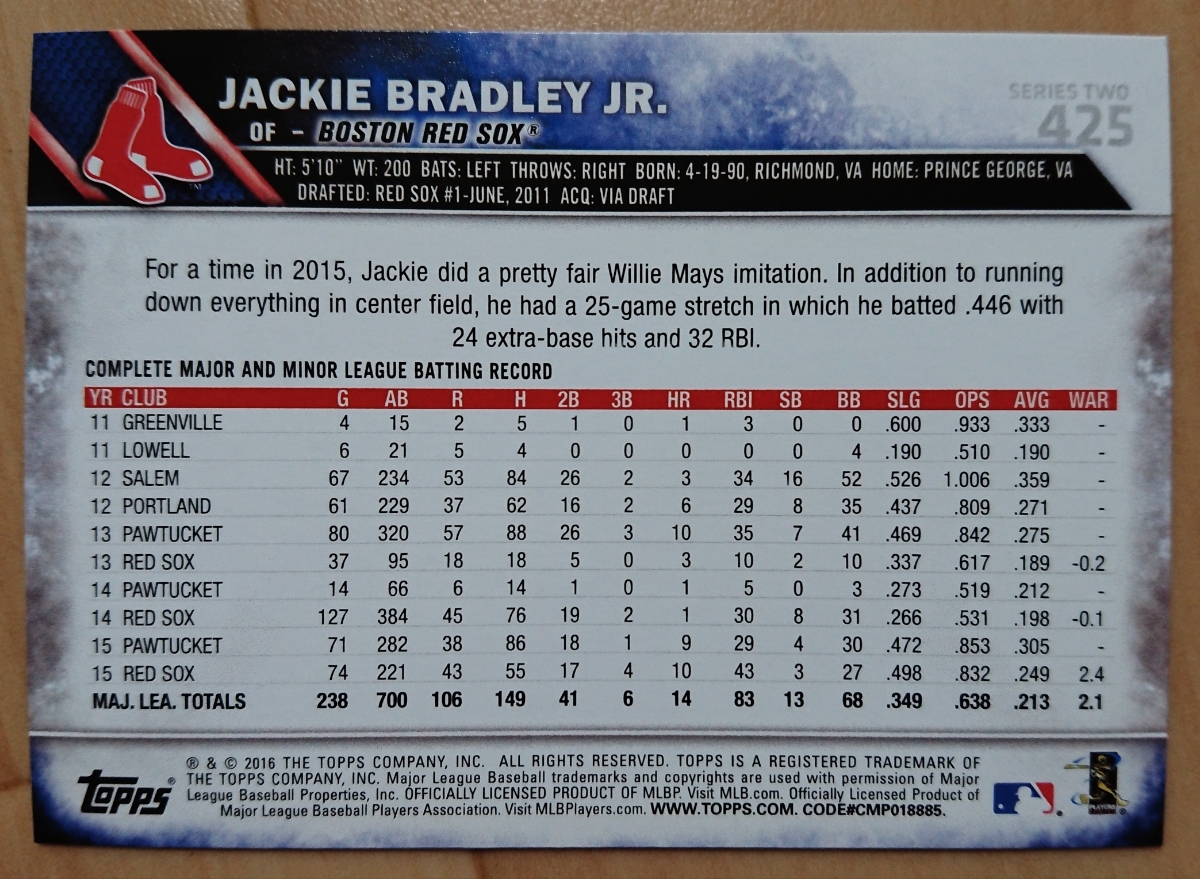 JACKIE BRADLEY JR.
OF - BOSTON RED SOX®
SERIES TWO
425
HT: 5'10" WT: 200 BATS: LEFT THROWS: RIGHT BORN: 4-19-90, RICHMOND, VA HOME: PRINCE GEORGE, VA
DRAFTED: RED SOX #1-JUNE, 2011 ACQ: VIA DRAFT
TM
For a time in 2015, Jackie did a pretty fair Willie Mays imitation. In addition to running
down everything in center field, he had a 25-game stretch in which he batted .446 with
24 extra-base hits and 32 RBI.
COMPLETE MAJOR AND MINOR LEAGUE BATTING RECORD
YR CLUB G AB R H 2B 3B HR RBI SB BB SLG OPS AVG WAR
11 GREENVILLE 4 15 2 5 1 0 1 3 0 0 .600 .933 .333 -
11 LOWELL 6 21 5 4 0 0 0 0 0 4 .190 .510 .190 -
12 SALEM 67 234 53 84 26 2 3 34 16 52 .526 1.006 .359 -
12 PORTLAND 61 229 37 62 16 2 6 29 8 35 .437 .809 .271 -
13 PAWTUCKET 80 320 57 88 26 3 10 35 7 41 .469 .842 .275 -
13 RED SOX 37 95 18 18 5 0 3 10 2 10 .337 .617 .189 -0.2
14 PAWTUCKET 14 66 6 14 1 0 1 5 0 3 .273 .519 .212 -
14 RED SOX 127 384 45 76 19 2 1 30 8 31 .266 .531 .198 -0.1
15 PAWTUCKET 71 282 38 86 18 1 9 29 4 30 .472 .853 .305 -
15 RED SOX 74 221 43 55 17 4 10 43 3 27 .498 .832 .249 2.4
MAJ. LEA. TOTALS 238 700 106 149 41 6 14 83 13 68 .349 .638 .213 2.1
Topps®
® & © 2016 THE TOPPS COMPANY, INC. ALL RIGHTS RESERVED. TOPPS IS A REGISTERED TRADEMARK OF
THE TOPPS COMPANY, INC. Major League Baseball trademarks and copyrights are used with permission of Major
League Baseball Properties, Inc. OFFICIALLY LICENSED PRODUCT OF MLBP. Visit MLB.com. Officially Licensed Product of
Major League Baseball Players Association. Visit MLBPlayers.com. WWW.TOPPS.COM. CODE#CMP018885.
PLAYERS